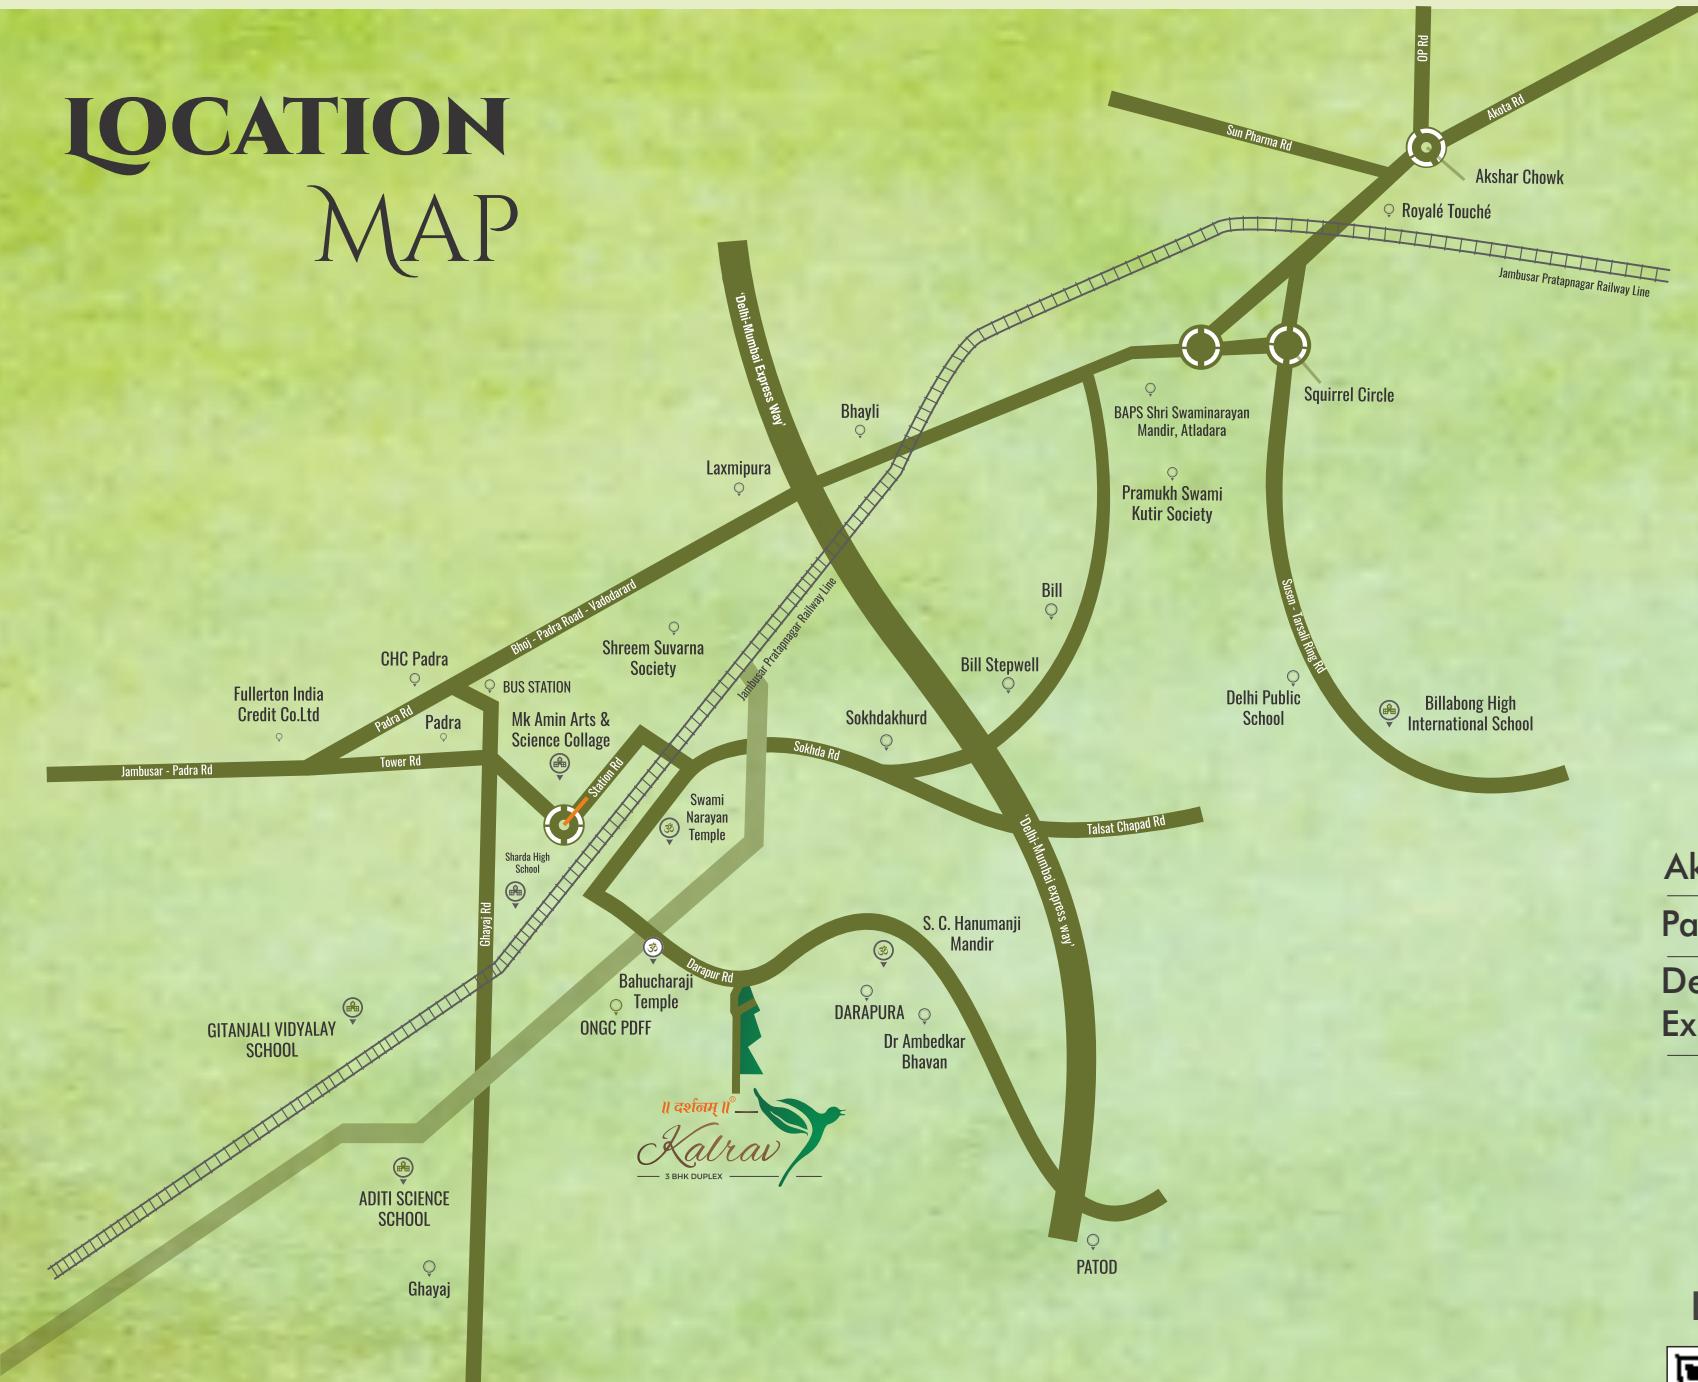 LOCATION
MAP
OP Rd
Akota Rd
Sun Pharma Rd
Akshar Chowk
Royalé Touché
Jambusar Pratapnagar Railway Line
'Delhi-Mumbai Express Way'
Squirrel Circle
BAPS Shri Swaminarayan
Mandir, Atladara
Bhayli
Laxmipura
Pramukh Swami
Kutir Society
Bhoj - Padra Road - Vadodarard
Jambusar Pratapnagar Railway Line
Susen - Tarsali Ring Rd
Bill
Shreem Suvarna
Society
CHC Padra
Bill Stepwell
BUS STATION
Fullerton India
Credit Co.Ltd
Padra Rd
Padra
Mk Amin Arts &
Science Collage
Sokhdakhurd
Delhi Public
School
Billabong High
International School
Jambusar - Padra Rd
Tower Rd
Station Rd
Sokhda Rd
Swami
Narayan
Temple
Talsat Chapad Rd
'Delhi-Mumbai express way'
Sharda High
School
Ghayaj Rd
S. C. Hanumanji
Mandir
Darapur Rd
Bahucharaji
Temple
ONGC PDFF
DARAPURA
Dr Ambedkar
Bhavan
GITANJALI VIDYALAY
SCHOOL
॥ दर्शनम् ॥®
Kalrav
3 BHK DUPLEX
ADITI SCIENCE
SCHOOL
Ghayaj
PATOD
Ak
Pa
De
Ex